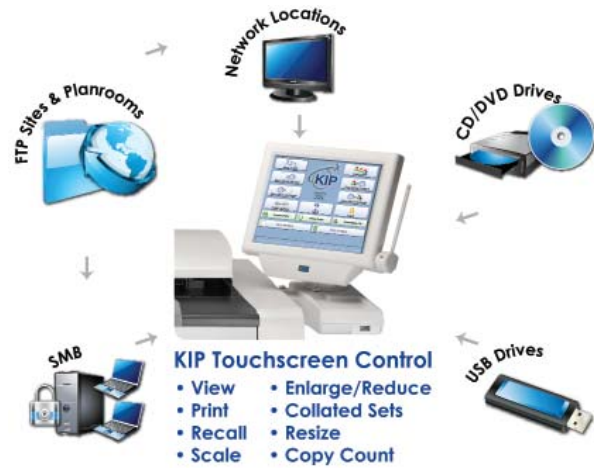 Network Locations
FTP Sites & Planrooms
CD/DVD Drives
KIP
SMB
USB Drives
KIP Touchscreen Control
• View • Enlarge/Reduce
• Print • Collated Sets
• Recall • Resize
• Scale • Copy Count